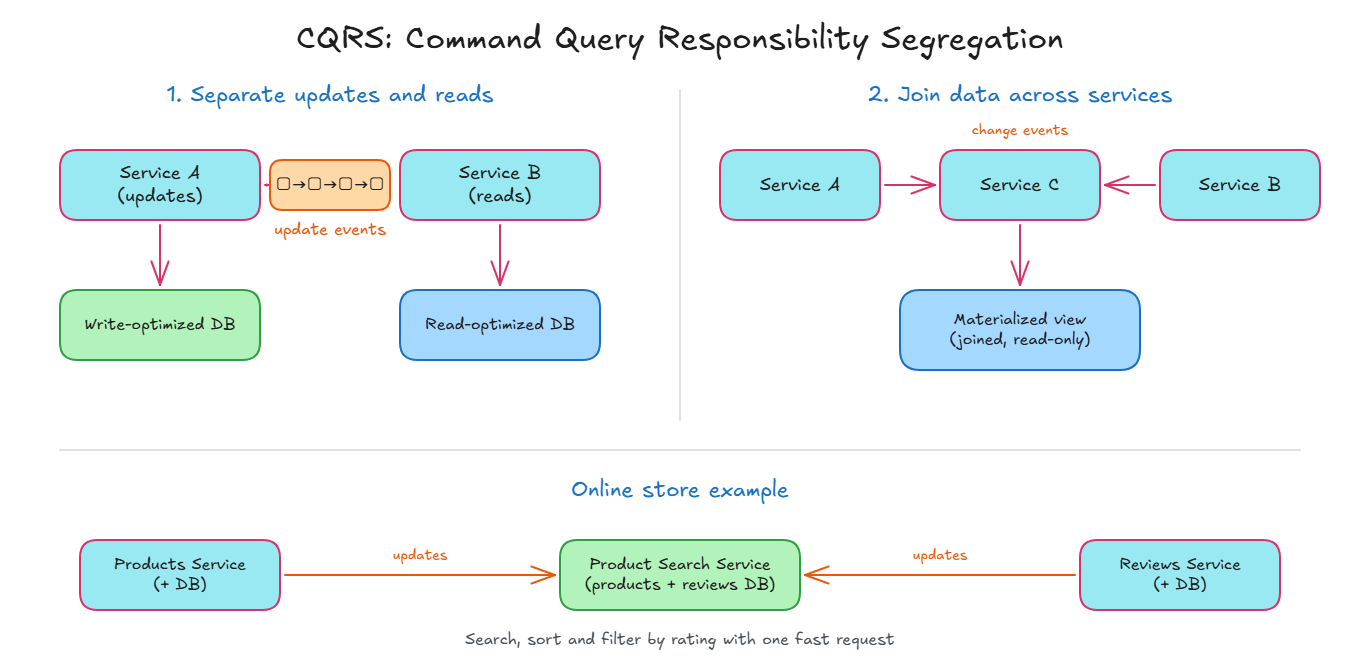 CQRS: Command Query Responsibility Segregation
1. Separate updates and reads
Service A
(updates)
▢→▢→▢→▢
update events
Service B
(reads)
Write-optimized DB
Read-optimized DB
2. Join data across services
change events
Service A
Service C
Service B
Materialized view
(joined, read-only)
Online store example
Products Service
(+ DB)
updates
Product Search Service
(products + reviews DB)
updates
Reviews Service
(+ DB)
Search, sort and filter by rating with one fast request